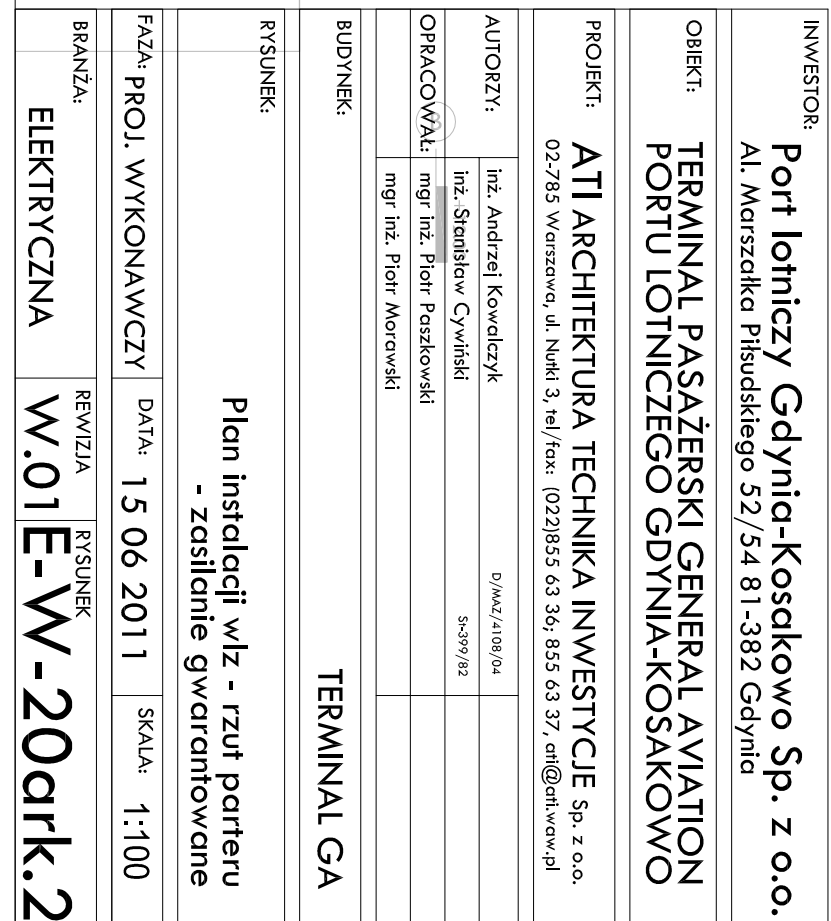 INWESTOR:
Port lotniczy Gdynia-Kosakowo Sp. z o.o.
Al. Marszałka Piłsudskiego 52/54 81-382 Gdynia
OBIEKT:
TERMINAL PASAŻERSKI GENERAL AVIATION
PORTU LOTNICZEGO GDYNIA-KOSAKOWO
PROJEKT:
ATI ARCHITEKTURA TECHNIKA INWESTYCJE Sp. z o.o.
02-785 Warszawa, ul. Nutki 3, tel/fax: (022)855 63 36; 855 63 37, ati@ati.waw.pl
AUTORZY:
inż. Andrzej Kowalczyk D/MAZ/4108/04
inż. Stanisław Cywiński St-399/82
OPRACOWAŁ:
mgr inż. Piotr Paszkowski
mgr inż. Piotr Morawski
BUDYNEK:
TERMINAL GA
RYSUNEK:
Plan instalacji wlz - rzut parteru
- zasilanie gwarantowane
FAZA: PROJ. WYKONAWCZY DATA: 15 06 2011 SKALA: 1:100
BRANŻA: REWIZJA RYSUNEK
ELEKTRYCZNA W.01 E-W-20ark.2